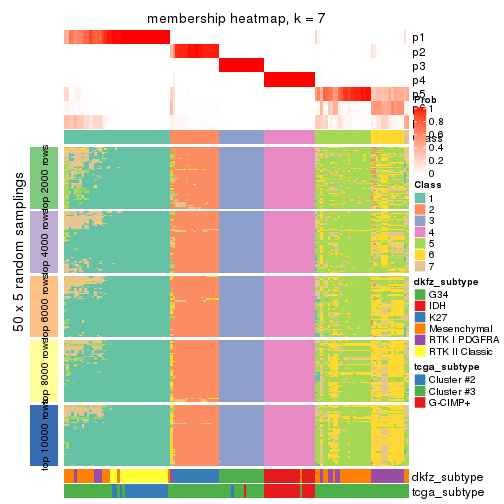 membership heatmap, k = 7
p1
p2
p3
p4
p5
Prob
1
0.8
0.6
0.4
0.2
0
Class
1
2
3
4
5
6
7
dkfz_subtype
G34
IDH
K27
Mesenchymal
RTK I PDGFRA
RTK II Classic
tcga_subtype
Cluster #2
Cluster #3
G-CIMP+
50 x 5 random samplings
top 2000 rows
top 4000 rows
top 6000 rows
top 8000 rows
top 10000 rows
dkfz_subtype
tcga_subtype